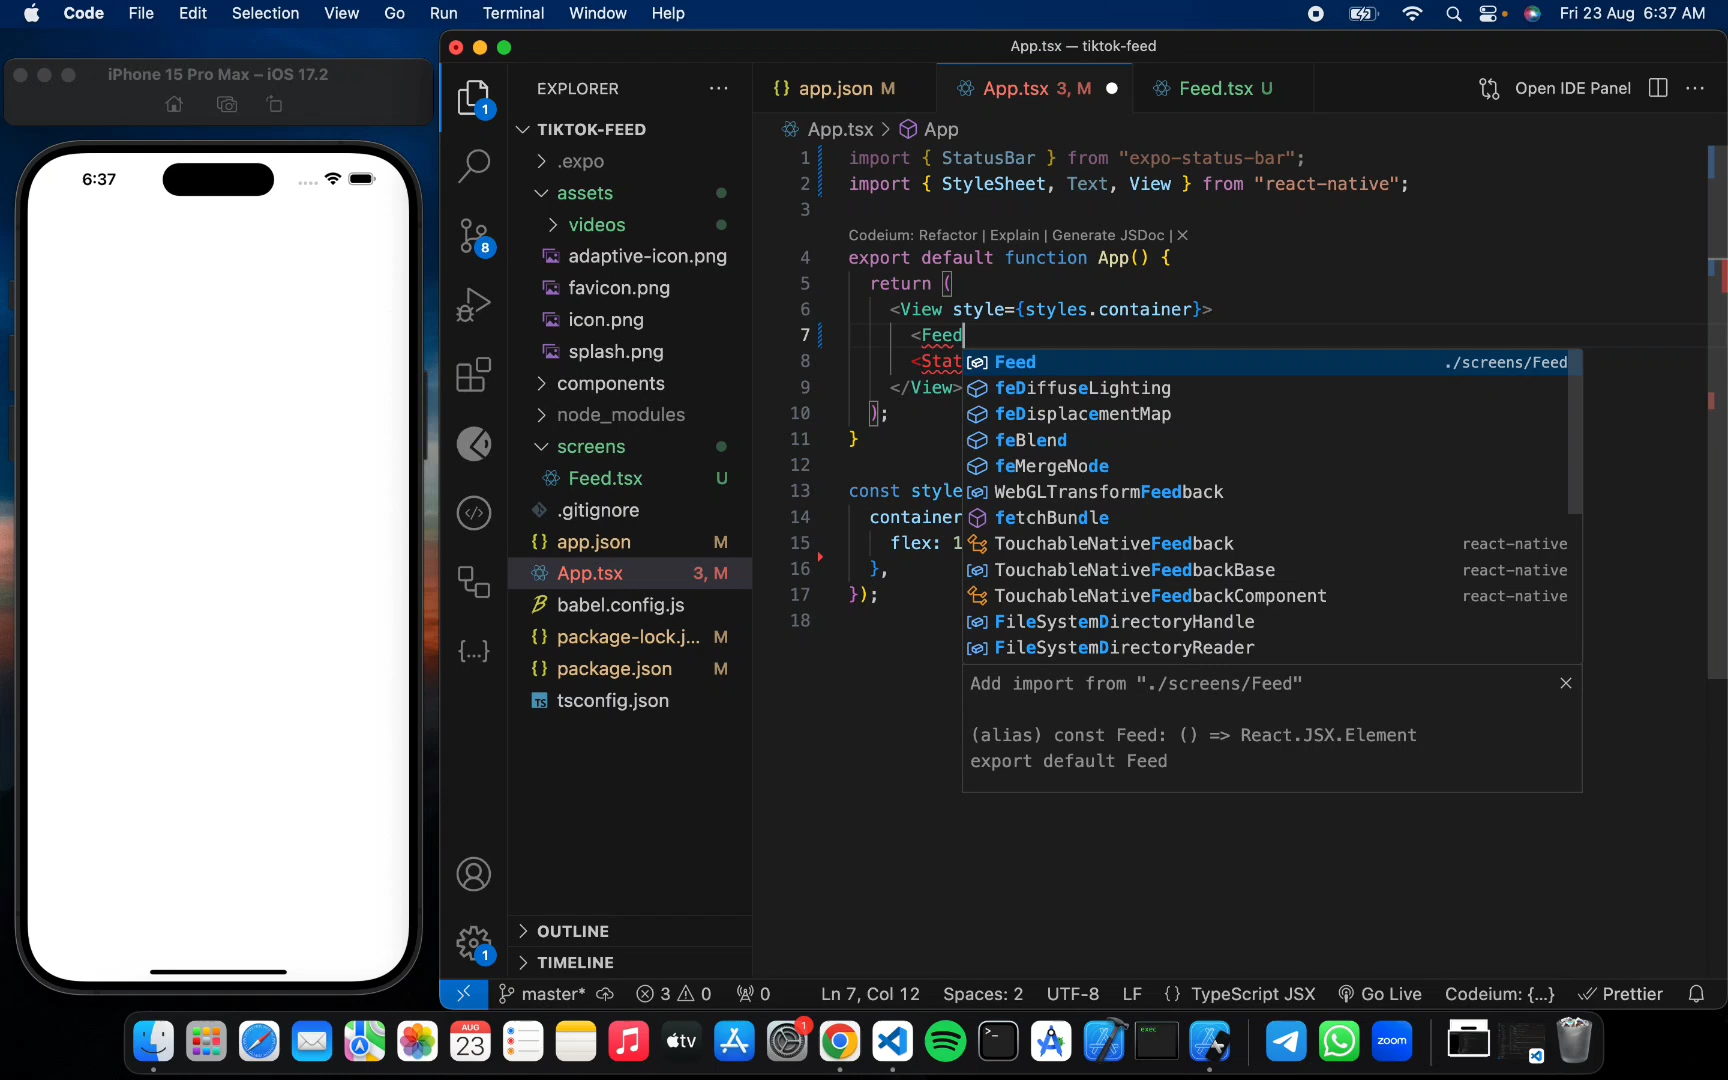 Code File Edit Selection View Go Run Terminal Window Help
Fri 23 Aug 6:37 AM
iPhone 15 Pro Max – iOS 17.2
6:37
App.tsx — tiktok-feed
EXPLORER
TIKTOK-FEED
.expo
assets
videos
adaptive-icon.png
favicon.png
icon.png
splash.png
components
node_modules
screens
Feed.tsx U
.gitignore
app.json M
App.tsx 3, M
babel.config.js
package-lock.j... M
package.json M
tsconfig.json
OUTLINE
TIMELINE
1
8
1
app.json M
App.tsx 3, M
Feed.tsx U
Open IDE Panel
App.tsx > App
1 import { StatusBar } from "expo-status-bar";
2 import { StyleSheet, Text, View } from "react-native";
3
Codeium: Refactor | Explain | Generate JSDoc | X
4 export default function App() {
5 return (
6 <View style={styles.container}>
7 <Feed
8 <Stat
9 </View>
10 );
11 }
12
13 const style
14 container
15 flex: 1
16 },
17 });
18
Feed ./screens/Feed
feDiffuseLighting
feDisplacementMap
feBlend
feMergeNode
WebGLTransformFeedback
fetchBundle
TouchableNativeFeedback react-native
TouchableNativeFeedbackBase react-native
TouchableNativeFeedbackComponent react-native
FileSystemDirectoryHandle
FileSystemDirectoryReader
Add import from "./screens/Feed"
(alias) const Feed: () => React.JSX.Element
export default Feed
master* 3 0 0 Ln 7, Col 12 Spaces: 2 UTF-8 LF {} TypeScript JSX Go Live Codeium: {...} Prettier
AUG
23
tv
1
exec
zoom